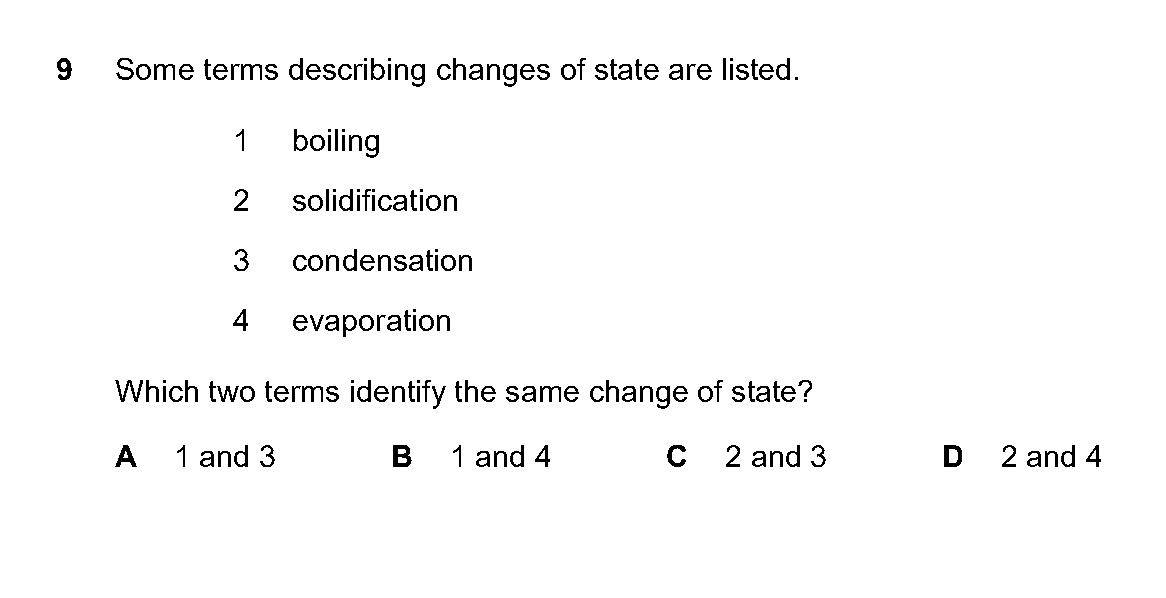 9 Some terms describing changes of state are listed.
1 boiling
2 solidification
3 condensation
4 evaporation
Which two terms identify the same change of state?
A 1 and 3 B 1 and 4 C 2 and 3 D 2 and 4